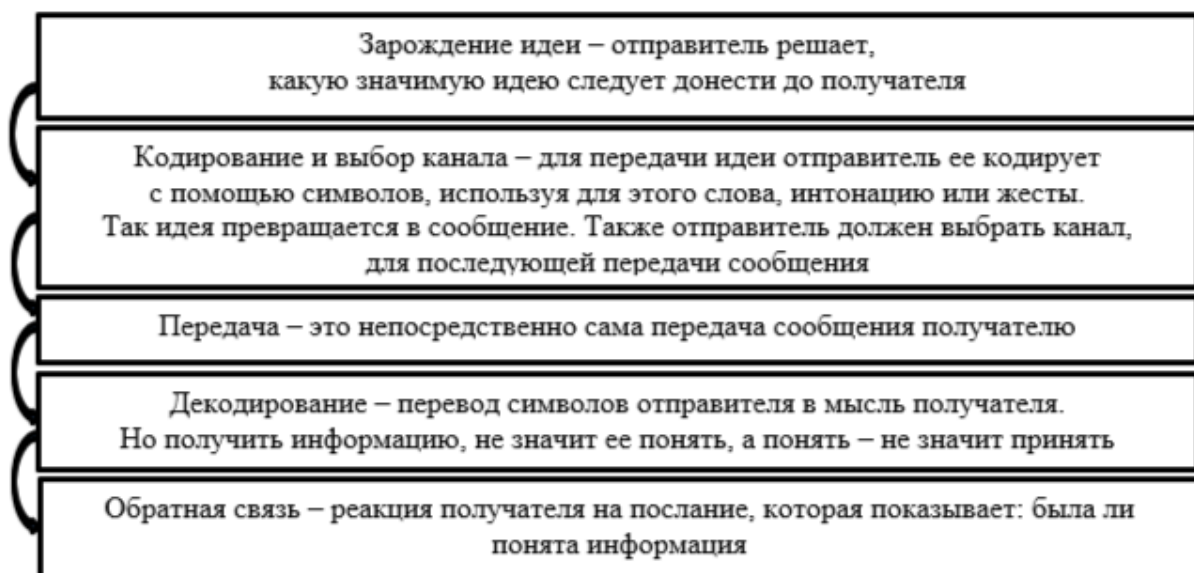 Зарождение идеи – отправитель решает,
какую значимую идею следует донести до получателя
Кодирование и выбор канала – для передачи идеи отправитель ее кодирует
с помощью символов, используя для этого слова, интонацию или жесты.
Так идея превращается в сообщение. Также отправитель должен выбрать канал,
для последующей передачи сообщения
Передача – это непосредственно сама передача сообщения получателю
Декодирование – перевод символов отправителя в мысль получателя.
Но получить информацию, не значит ее понять, а понять – не значит принять
Обратная связь – реакция получателя на послание, которая показывает: была ли
понята информация